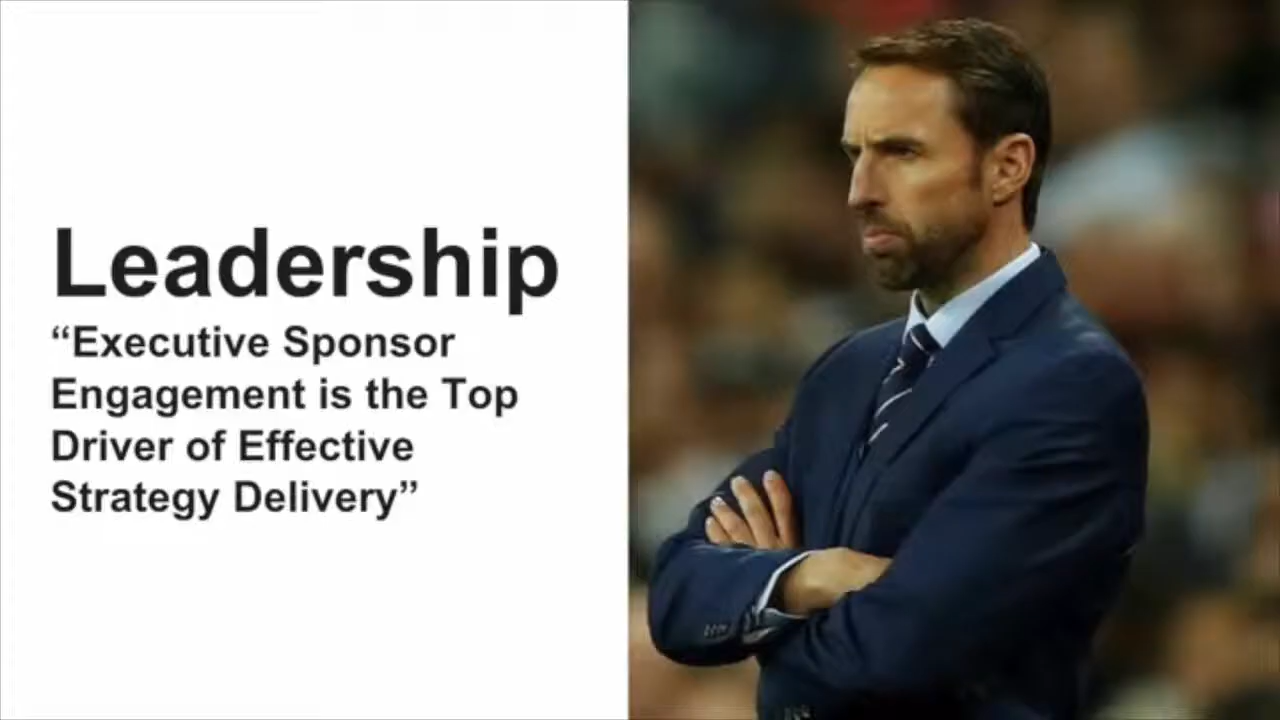 Leadership
“Executive Sponsor
Engagement is the Top
Driver of Effective
Strategy Delivery”